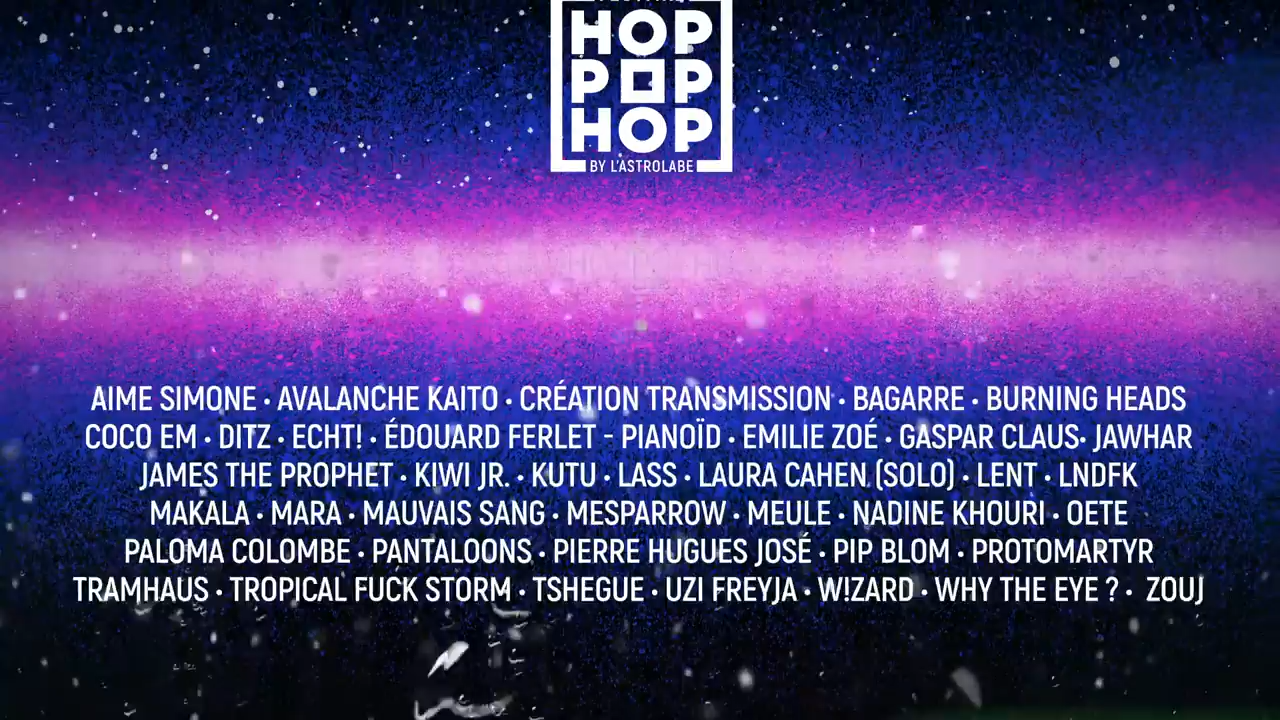 HOP
POP
HOP
BY L'ASTROLABE
AIME SIMONE • AVALANCHE KAITO • CRÉATION TRANSMISSION • BAGARRE • BURNING HEADS
COCO EM • DITZ • ECHT! • ÉDOUARD FERLET - PIANOÏD • EMILIE ZOÉ • GASPAR CLAUS• JAWHAR
JAMES THE PROPHET • KIWI JR. • KUTU • LASS • LAURA CAHEN (SOLO) • LENT • LNDFK
MAKALA • MARA • MAUVAIS SANG • MESPARROW • MEULE • NADINE KHOURI • OETE
PALOMA COLOMBE • PANTALOONS • PIERRE HUGUES JOSÉ • PIP BLOM • PROTOMARTYR
TRAMHAUS • TROPICAL FUCK STORM • TSHEGUE • UZI FREYJA • W!ZARD • WHY THE EYE ? • ZOUJ